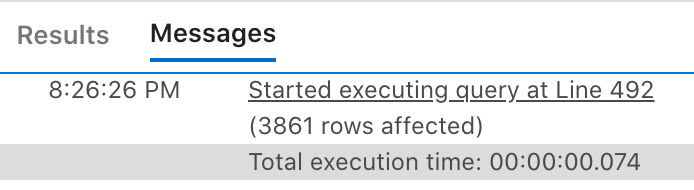 Results Messages
8:26:26 PM Started executing query at Line 492
(3861 rows affected)
Total execution time: 00:00:00.074